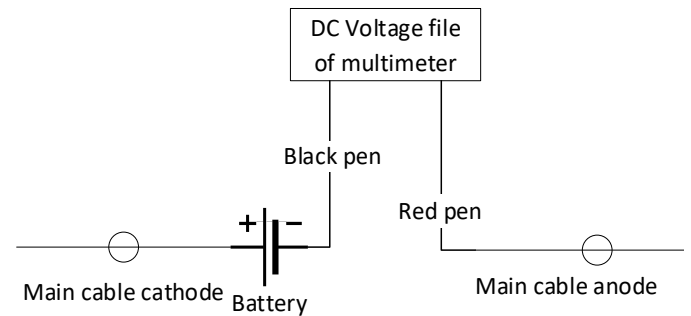 DC Voltage file
of multimeter
Black pen
Red pen
+ -
Main cable cathode
Battery
Main cable anode